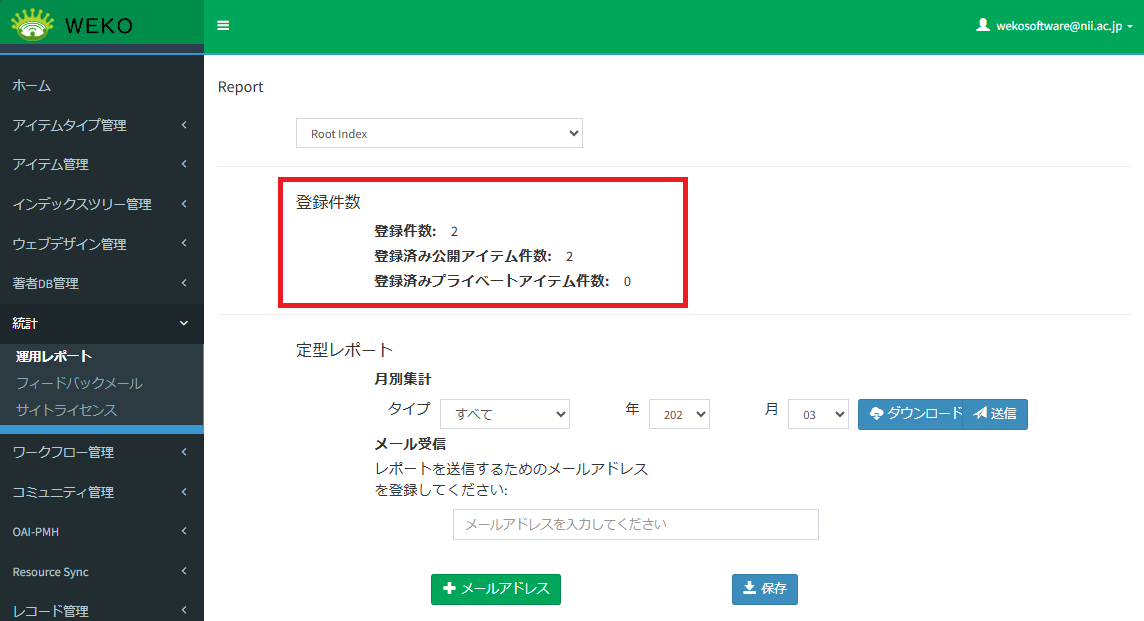 WEKO
wekosoftware@nii.ac.jp
ホーム
アイテムタイプ管理
アイテム管理
インデックスツリー管理
ウェブデザイン管理
著者DB管理
統計
運用レポート
フィードバックメール
サイトライセンス
ワークフロー管理
コミュニティ管理
OAI-PMH
Resource Sync
レコード管理
Report
Root Index
登録件数
登録件数: 2
登録済み公開アイテム件数: 2
登録済みプライベートアイテム件数: 0
定型レポート
月別集計
タイプ すべて 年 202 月 03 ダウンロード 送信
メール受信
レポートを送信するためのメールアドレス
を登録してください:
メールアドレスを入力してください
メールアドレス 保存